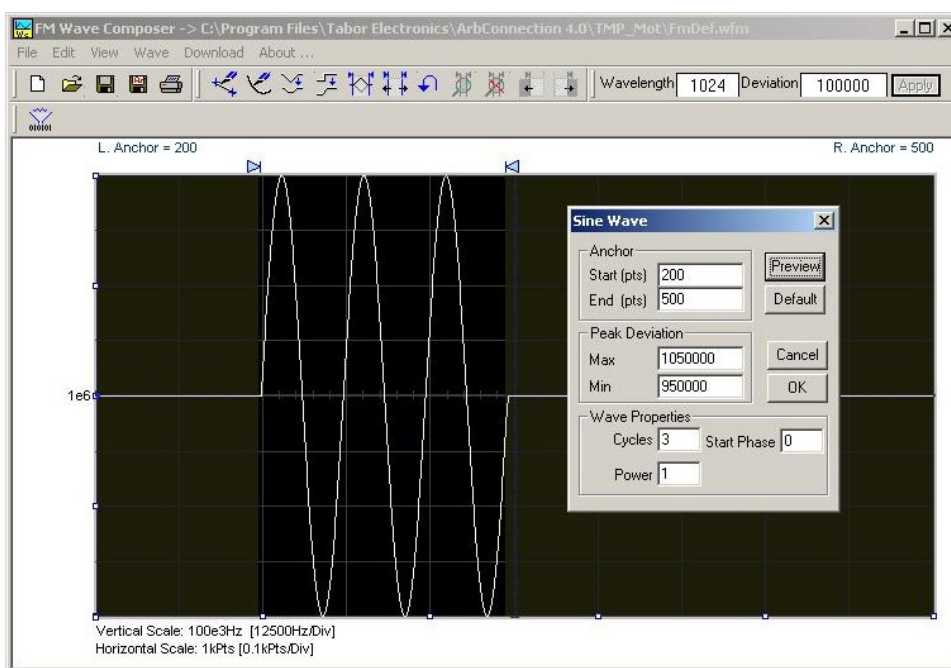 FM Wave Composer -> C:\Program Files\Tabor Electronics\ArbConnection 4.0\TMP_Mot\FmDef.wfm
File Edit View Wave Download About ...
Wavelength 1024 Deviation 100000 Apply
010101
L. Anchor = 200
R. Anchor = 500
Sine Wave
Anchor
Start (pts) 200
End (pts) 500
Preview
Default
Peak Deviation
Max 1050000
Min 950000
Cancel
OK
Wave Properties
Cycles 3 Start Phase 0
Power 1
1e6
Vertical Scale: 100e3Hz [12500Hz/Div]
Horizontal Scale: 1kPts [0.1kPts/Div]